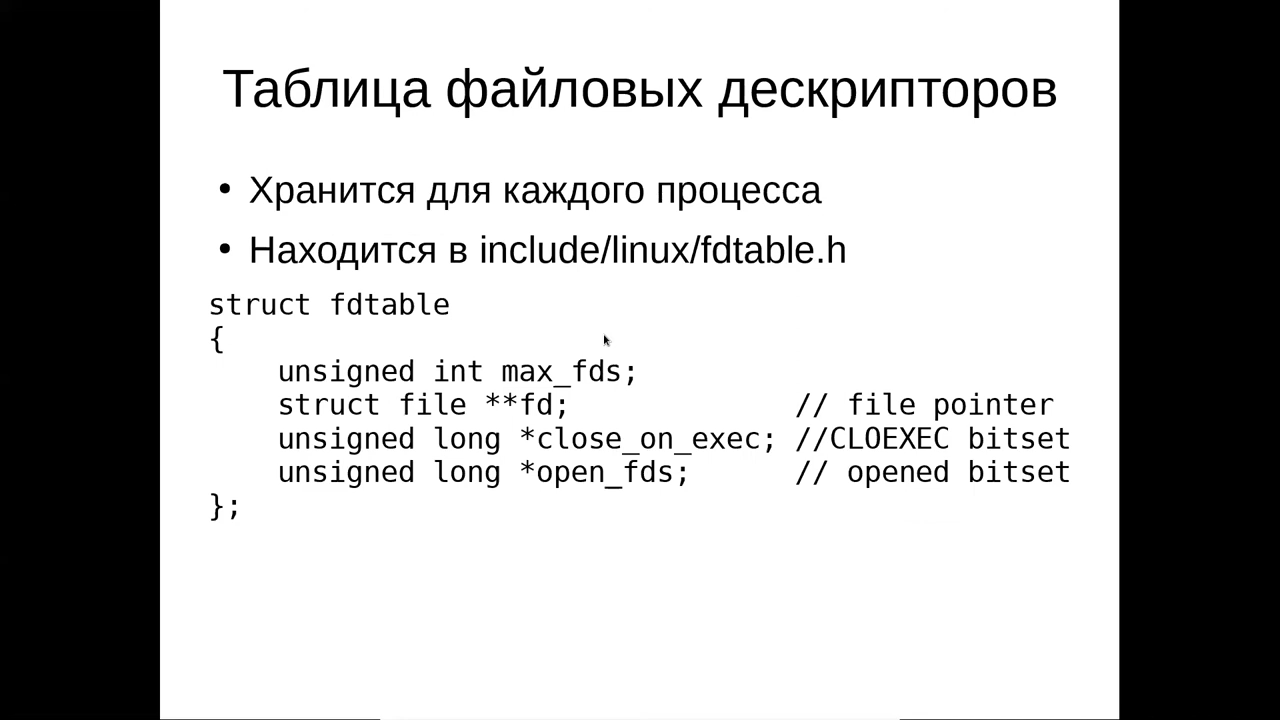 Таблица файловых дескрипторов
• Хранится для каждого процесса
• Находится в include/linux/fdtable.h
struct fdtable
{
    unsigned int max_fds;
    struct file **fd;             // file pointer
    unsigned long *close_on_exec; //CLOEXEC bitset
    unsigned long *open_fds;      // opened bitset
};